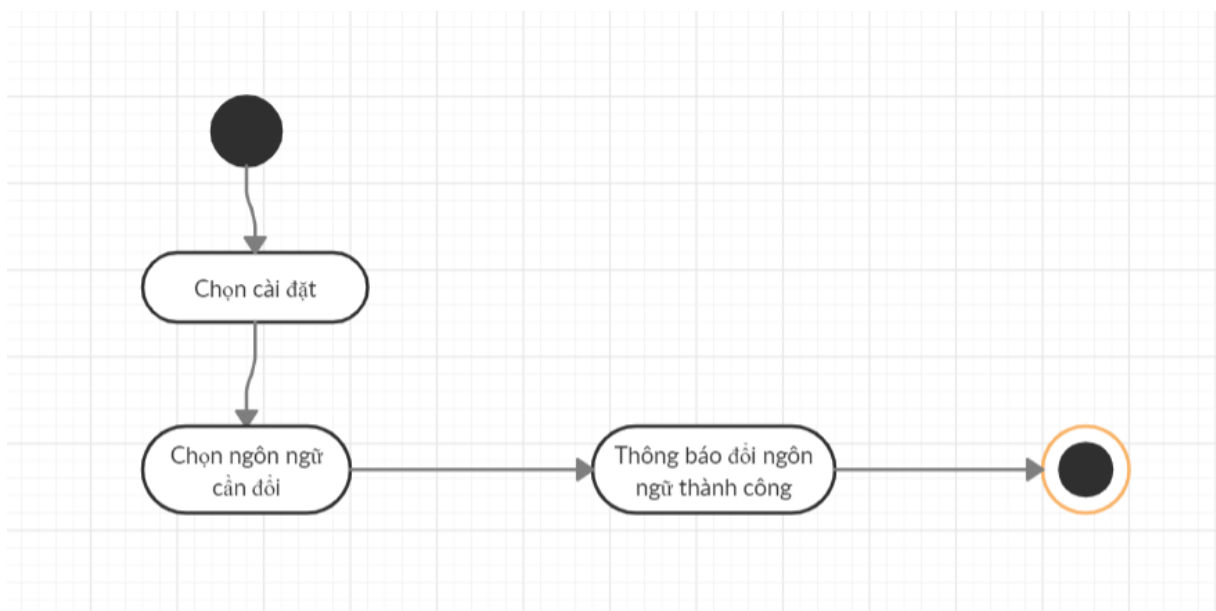 Chọn cài đặt
Chọn ngôn ngữ
cần đổi
Thông báo đổi ngôn
ngữ thành công